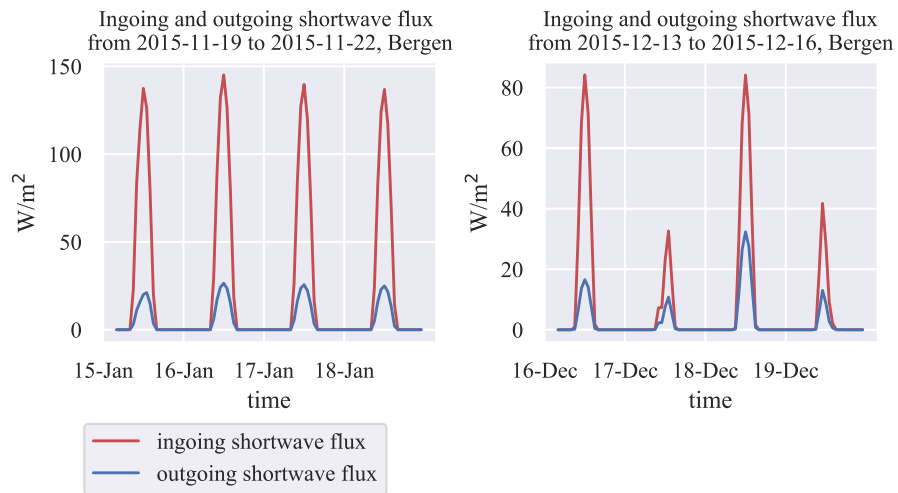 Ingoing and outgoing shortwave flux
from 2015-11-19 to 2015-11-22, Bergen
150
100
50
0
W/m²
15-Jan 16-Jan 17-Jan 18-Jan
time
Ingoing and outgoing shortwave flux
from 2015-12-13 to 2015-12-16, Bergen
80
60
40
20
0
W/m²
16-Dec 17-Dec 18-Dec 19-Dec
time
ingoing shortwave flux
outgoing shortwave flux